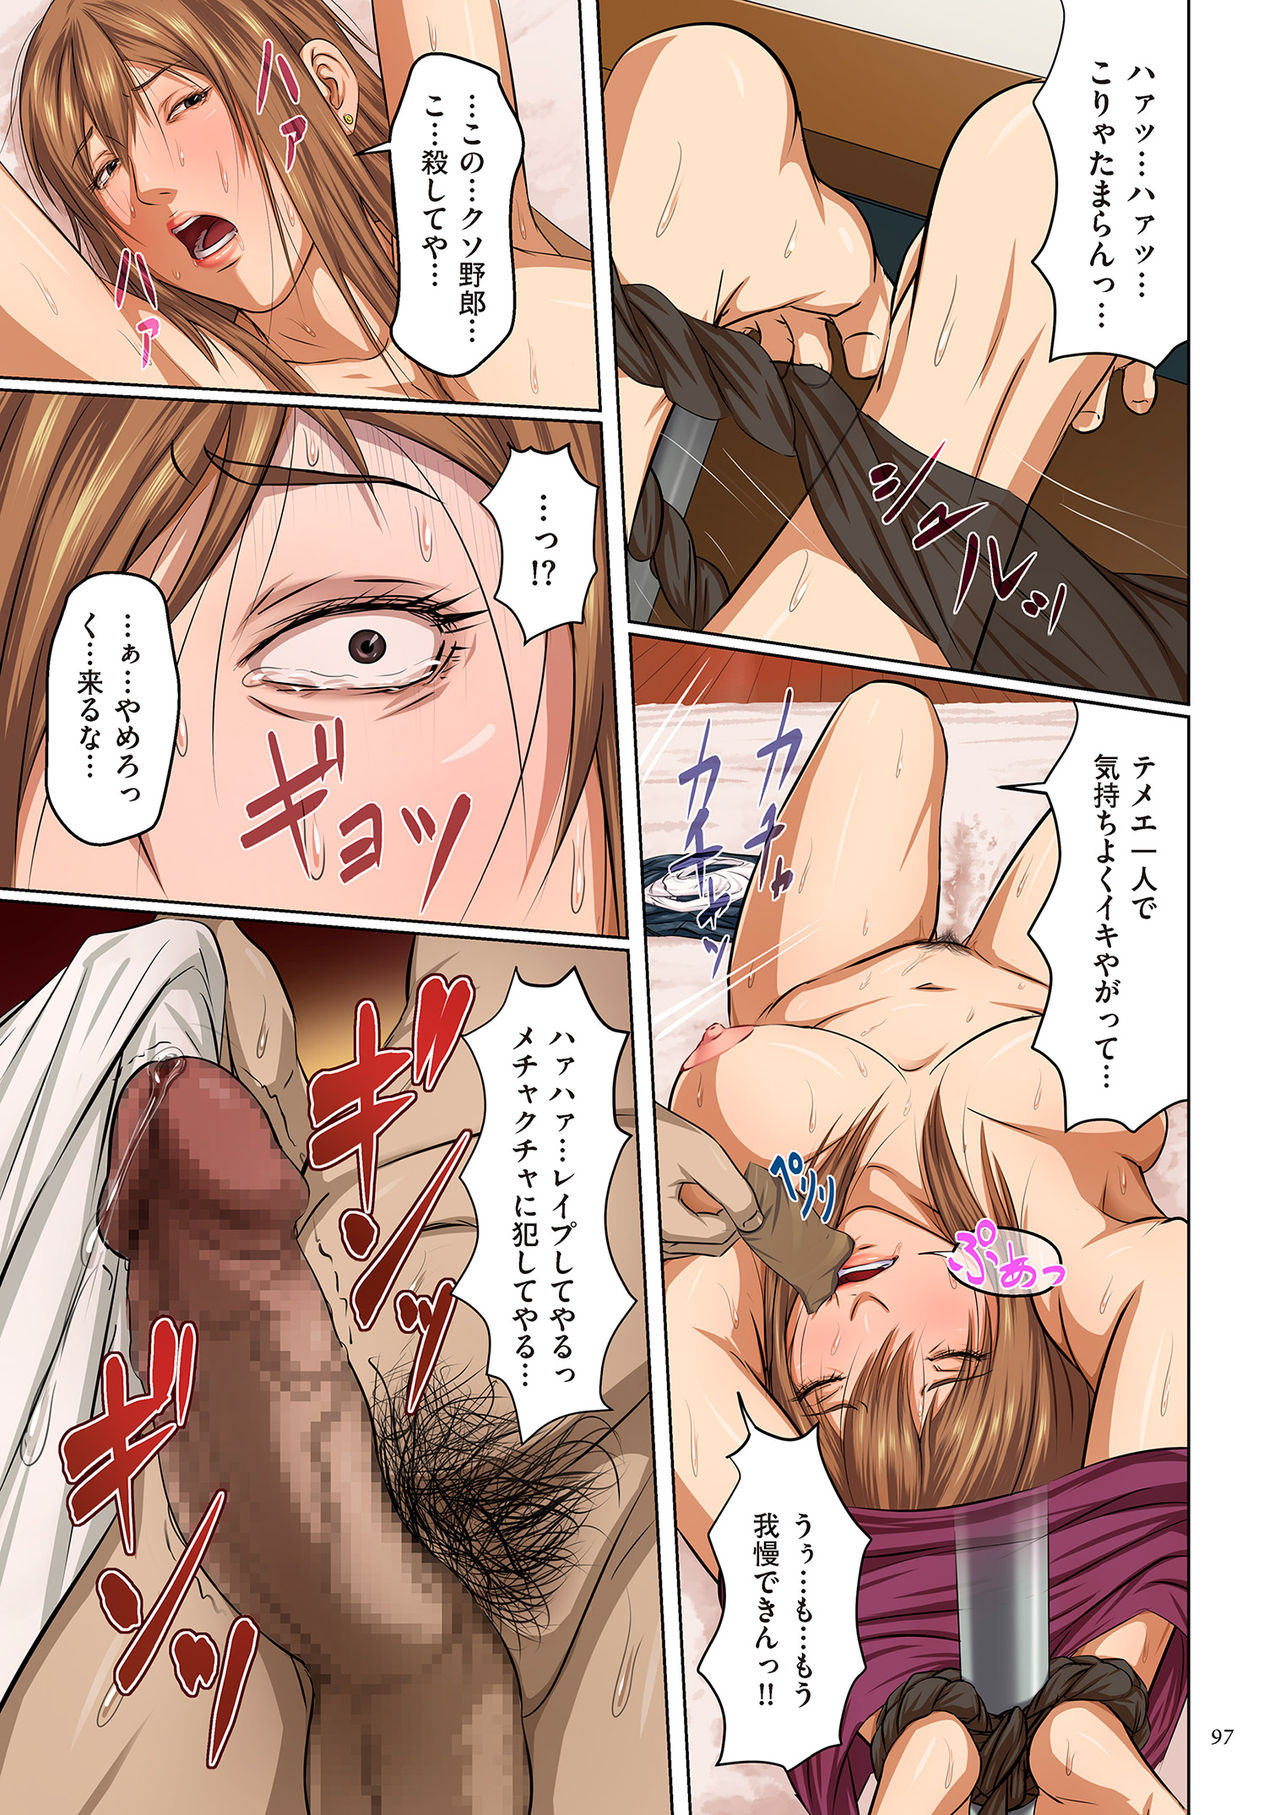 ハァッ…ハァッ…
こりゃたまらんっ…
シュルルッ
テメエ一人で
気持ちよくイキやがって…
カチャ
カチャッ
ペリリ
ぷあっ
うぅ…も…もう
我慢できんっ!!
ハァ
ハァ
…この…クソ野郎…
こ…殺してや…
…っ!?
ギョッ
…ぁ…やめろっ
く…来るな…
ハァハァ…レイプしてやるっ
メチャクチャに犯してやる…
ギンッ
ギンッ
97